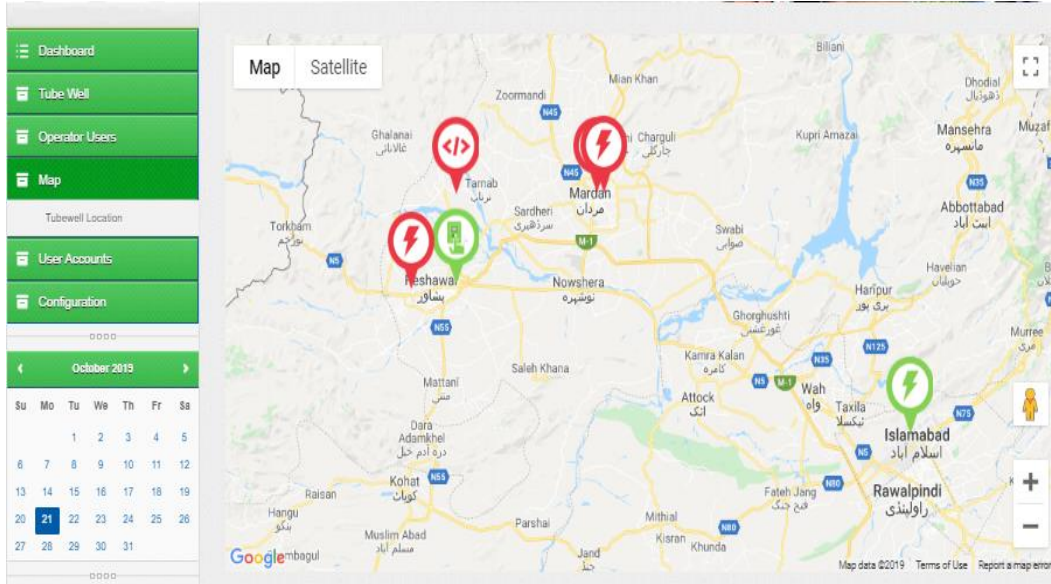 Dashboard
Tube Well
Operator Users
Map
Tubewell Location
User Accounts
Configuration
October 2019
Su Mo Tu We Th Fr Sa
1 2 3 4 5
6 7 8 9 10 11 12
13 14 15 16 17 18 19
20 21 22 23 24 25 26
27 28 29 30 31
Map Satellite
Biliani
Mian Khan
Zoormandi
Dhodial
ڈھوڈیال
N45
Ghalanai
غالانائی
Charguli
چارگلی
Kupri Amazai
Mansehra
مانسہرہ
N45
Tarnab
ترناب
Mardan
مردان
N35
Abbottabad
ایبٹ آباد
Sardheri
سردھیری
Torkham
تورخم
Swabi
صوابی
M-1
N5
Peshawar
پشاور
Nowshera
نوشہرہ
Havelian
حویلیاں
Haripur
ہری پور
Ghorghushti
غورغشتی
N55
Murree
مری
N125
Kamra Kalan
کامرہ
N35
Saleh Khana
N5 M-1
Wah
واہ
Mattani
متنی
Attock
اٹک
Taxila
ٹیکسلا
N75
Dara
Adamkhel
درہ آدم خیل
Islamabad
اسلام آباد
N5
Kohat
کوہاٹ
N55
N80
Fateh Jang
فتح جنگ
Rawalpindi
راولپنڈی
Raisan
Hangu
ہنگو
Parshai
Mithial
N80
Muslim Abad
مسلم آباد
Kisran
Khunda
Jand
جنڈ
Google
Map data ©2019 Terms of Use Report a map error